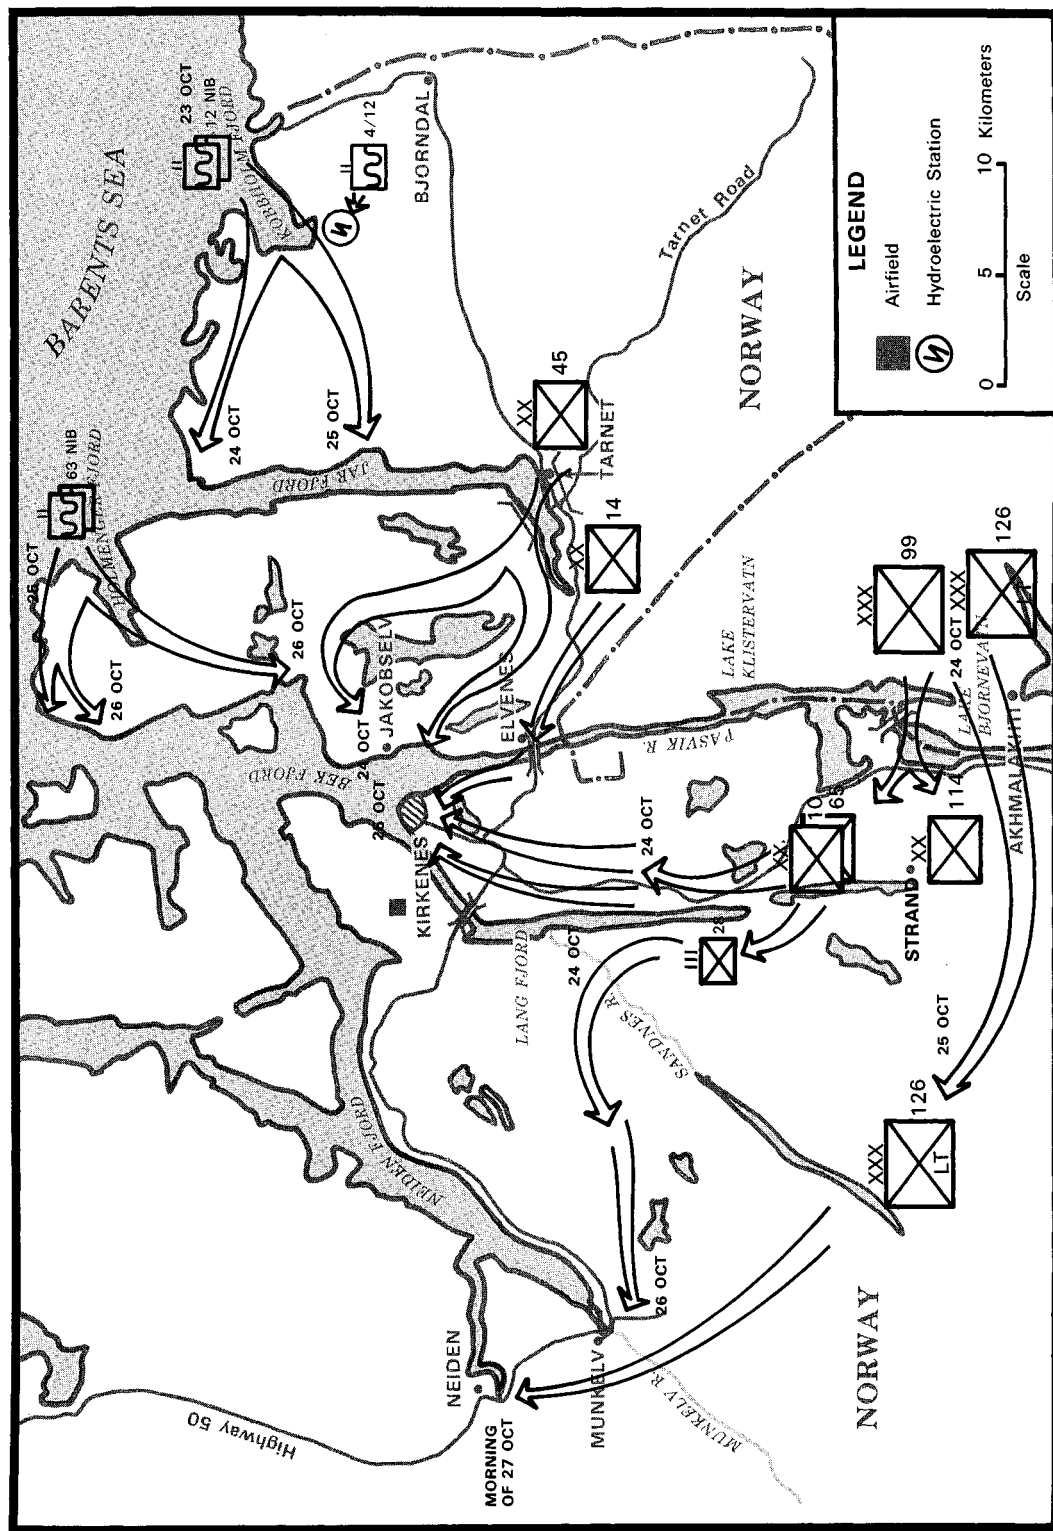 BARENTS SEA
23 OCT
12 NIB
KOBBHOLM FJORD
4/12
BJORNDAL
63 NIB
25 OCT
HOLMENGER FJORD
24 OCT
25 OCT
26 OCT
26 OCT
JAR FJORD
XX
45
TARNET
Tarnet Road
XX
14
NORWAY
JAKOBSELV
24 OCT
BEK FJORD
ELVENES
LAKE
KLISTERVATN
PASVIK R.
25 OCT
KIRKENES
24 OCT
XX
10
65
XXX
99
24 OCT
XXX
126
LT
LAKE
BJORNEVATN
AKHMALAKHTI
XX
114
STRAND
LANG FJORD
24 OCT
III
28
SANDNES R.
25 OCT
XXX
126
LT
NEIDEN FJORD
26 OCT
NEIDEN
MUNKELV
MUNKELV R.
MORNING
OF 27 OCT
Highway 50
NORWAY
LEGEND
Airfield
Hydroelectric Station
0 5 10 Kilometers
Scale